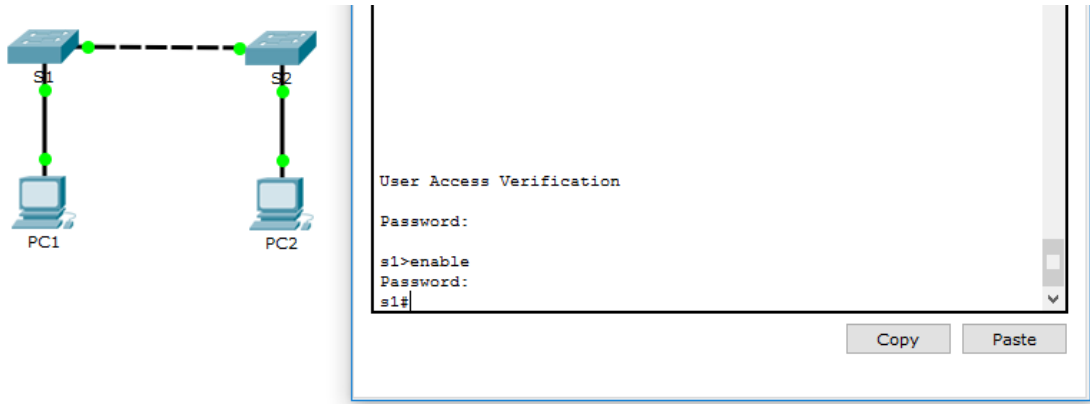 S1
S2
PC1
PC2
User Access Verification
Password:
s1>enable
Password:
s1#
Copy
Paste